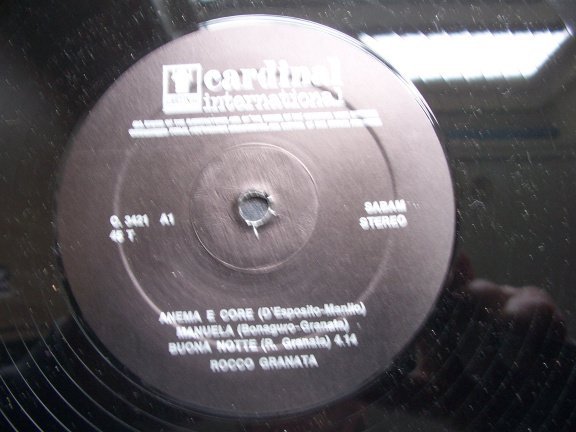 cardinal
international
C. 3421 A1
45 T
SABAM
STEREO
ANEMA E CORE (D'Esposito-Manlio)
MANUELA (Bonaguro-Granata)
BUONA NOTTE (R. Granata) 4.14
ROCCO GRANATA